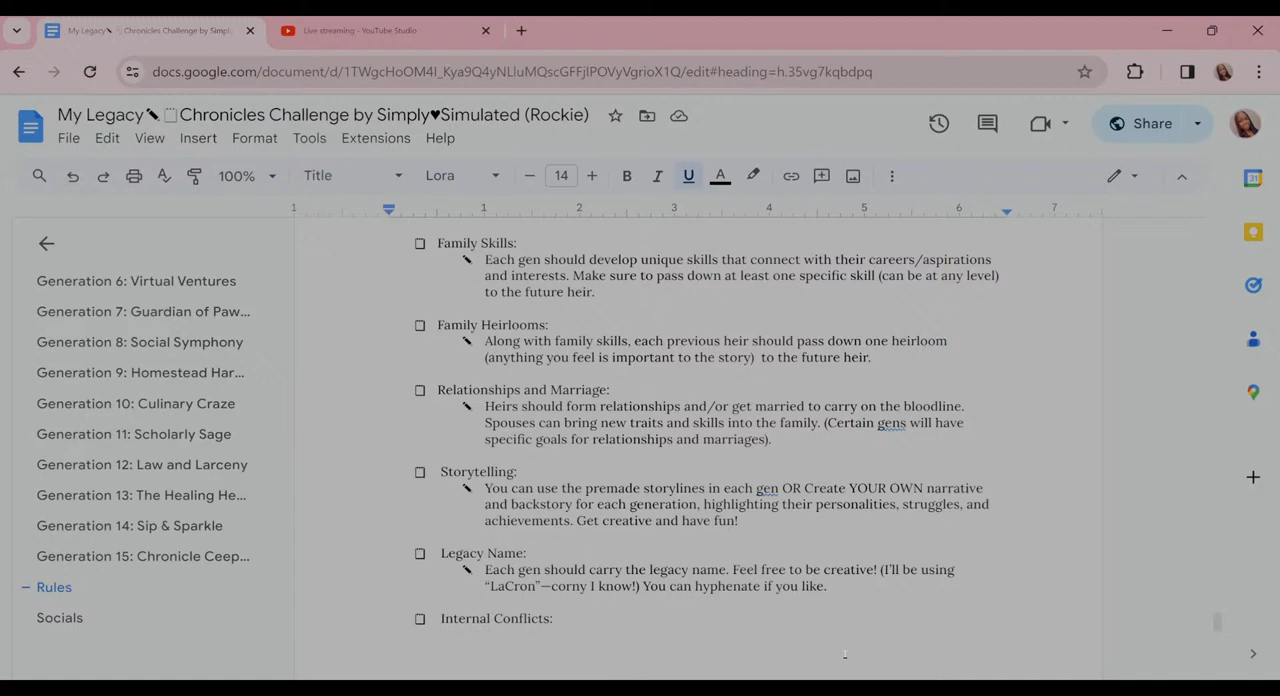 My Legacy✎ Chronicles Challenge by Simply
Live streaming - YouTube Studio
docs.google.com/document/d/1TWgcHoOM4I_Kya9Q4yNLluMQscGFFjlPOVyVgrioX1Q/edit#heading=h.35vg7kqbdpq
My Legacy✎Chronicles Challenge by Simply♥Simulated (Rockie)
File Edit View Insert Format Tools Extensions Help
Share
100% Title Lora 14 B I U A
1 1 2 3 4 5 6 7
Generation 6: Virtual Ventures
Generation 7: Guardian of Paw...
Generation 8: Social Symphony
Generation 9: Homestead Har...
Generation 10: Culinary Craze
Generation 11: Scholarly Sage
Generation 12: Law and Larceny
Generation 13: The Healing He...
Generation 14: Sip & Sparkle
Generation 15: Chronicle Ceep...
Rules
Socials
Family Skills:
Each gen should develop unique skills that connect with their careers/aspirations
and interests. Make sure to pass down at least one specific skill (can be at any level)
to the future heir.
Family Heirlooms:
Along with family skills, each previous heir should pass down one heirloom
(anything you feel is important to the story) to the future heir.
Relationships and Marriage:
Heirs should form relationships and/or get married to carry on the bloodline.
Spouses can bring new traits and skills into the family. (Certain gens will have
specific goals for relationships and marriages).
Storytelling:
You can use the premade storylines in each gen OR Create YOUR OWN narrative
and backstory for each generation, highlighting their personalities, struggles, and
achievements. Get creative and have fun!
Legacy Name:
Each gen should carry the legacy name. Feel free to be creative! (I'll be using
“LaCron”—corny I know!) You can hyphenate if you like.
Internal Conflicts:
31